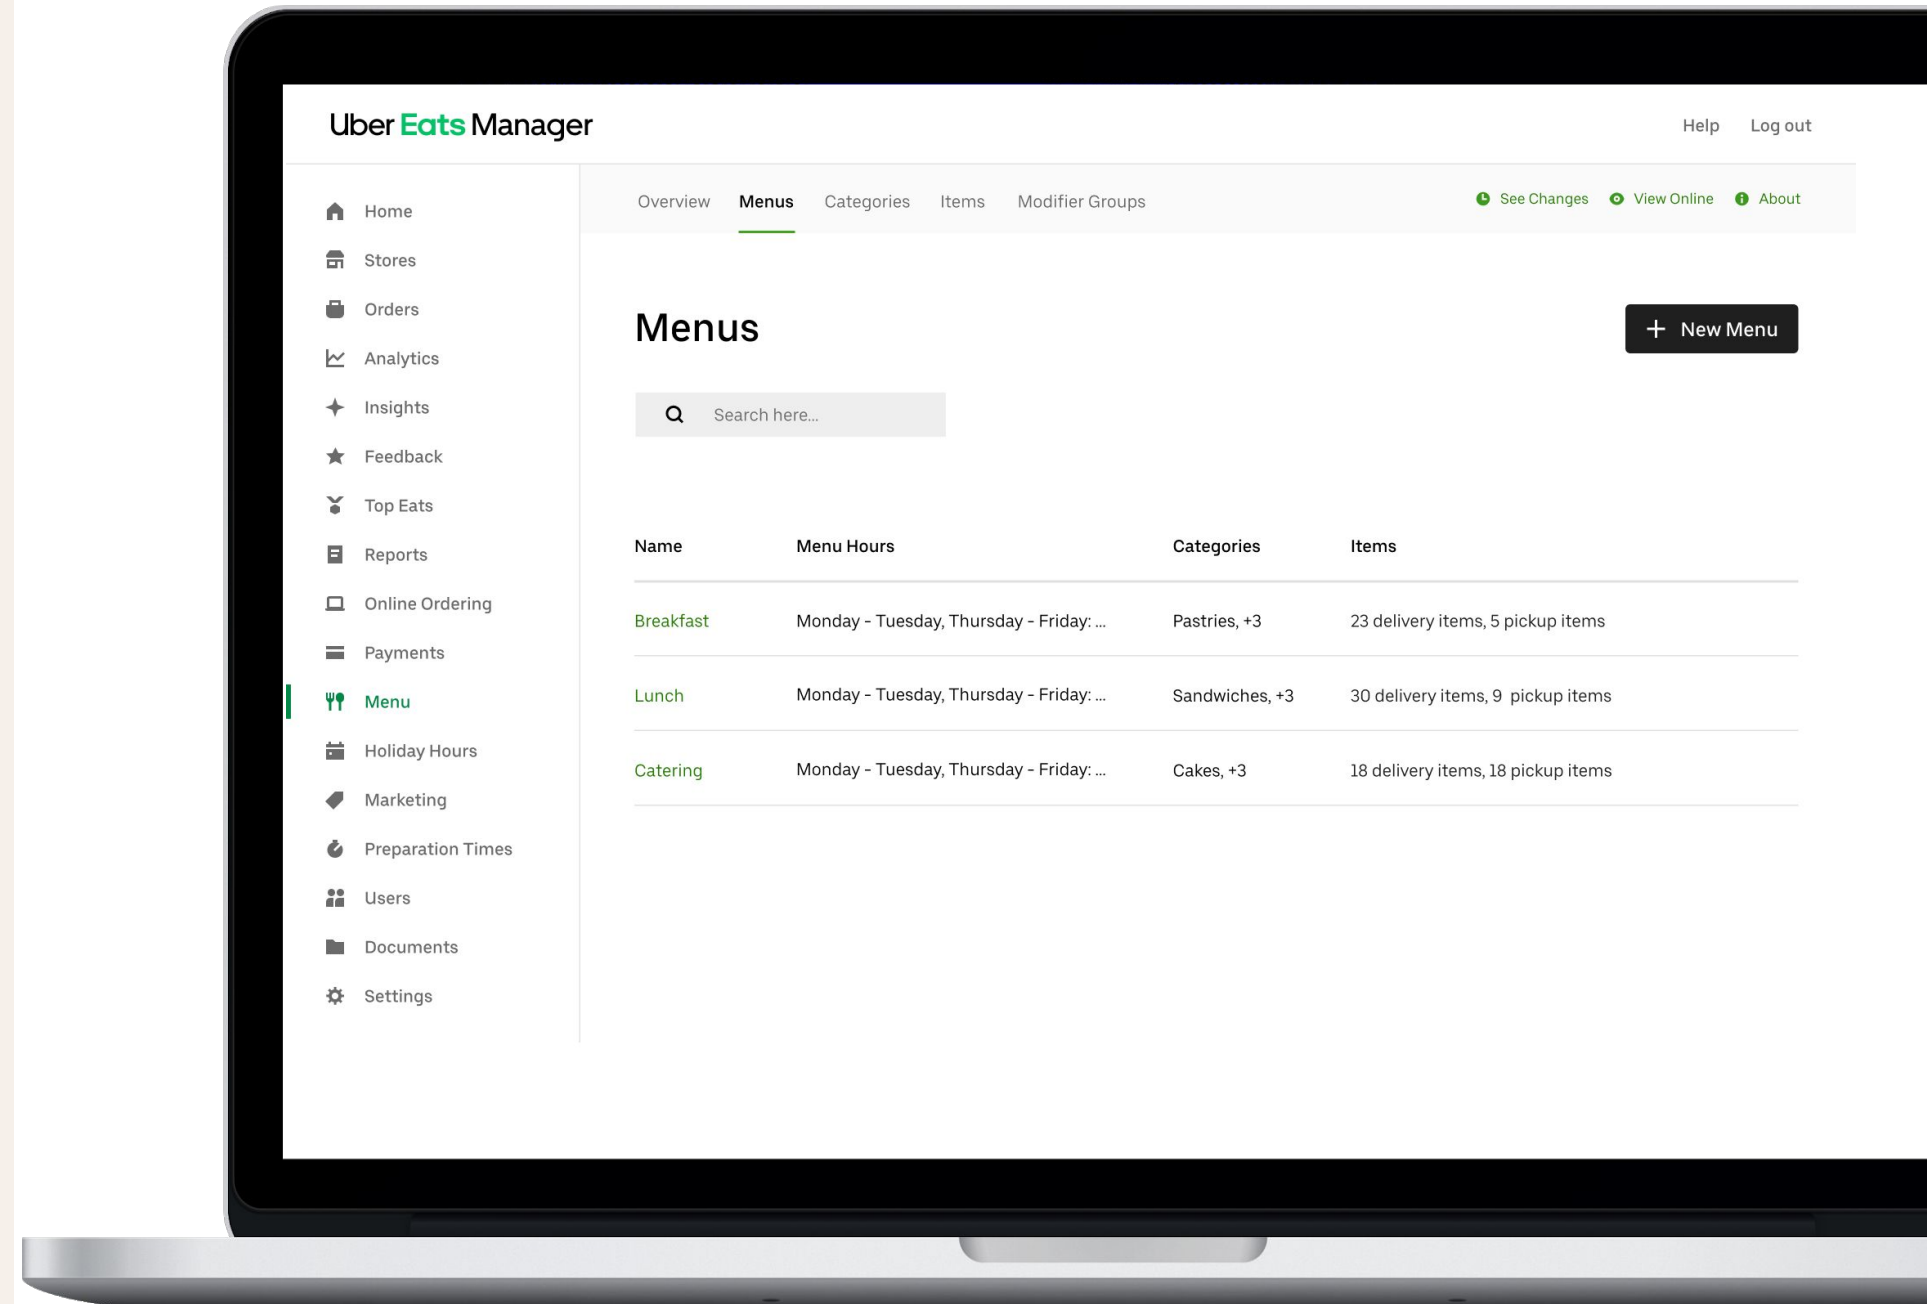 Uber Eats Manager
Help Log out
Home
Stores
Orders
Analytics
Insights
Feedback
Top Eats
Reports
Online Ordering
Payments
Menu
Holiday Hours
Marketing
Preparation Times
Users
Documents
Settings
Overview Menus Categories Items Modifier Groups
See Changes View Online About
Menus
+ New Menu
Search here...
Name Menu Hours Categories Items
Breakfast Monday - Tuesday, Thursday - Friday: ... Pastries, +3 23 delivery items, 5 pickup items
Lunch Monday - Tuesday, Thursday - Friday: ... Sandwiches, +3 30 delivery items, 9 pickup items
Catering Monday - Tuesday, Thursday - Friday: ... Cakes, +3 18 delivery items, 18 pickup items